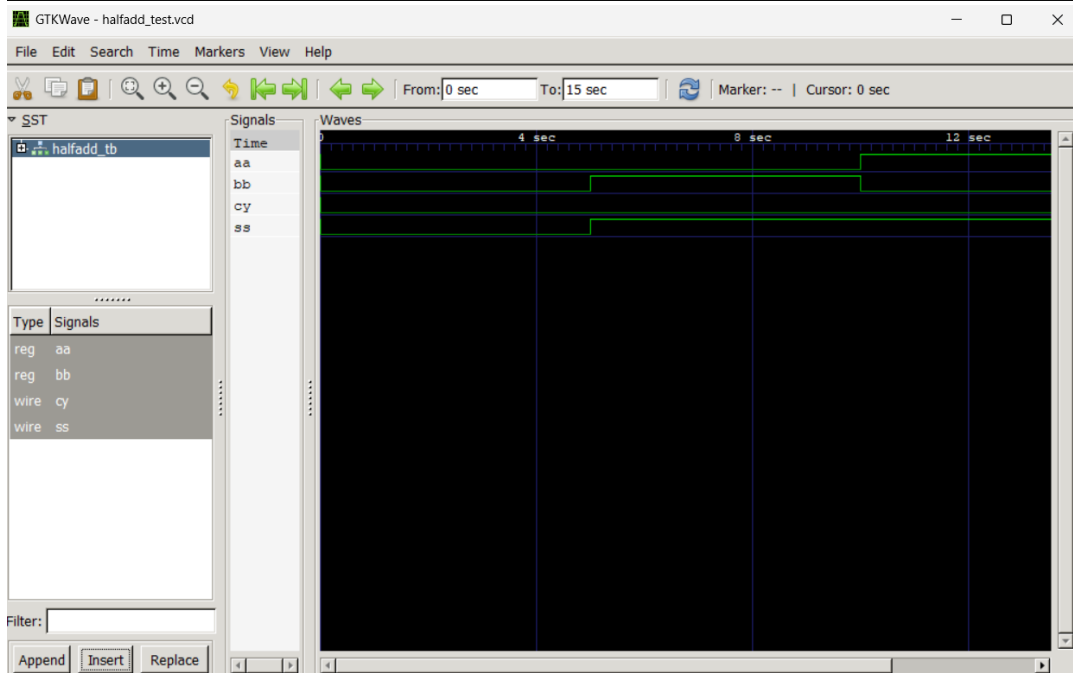 GTKWave - halfadd_test.vcd
File Edit Search Time Markers View Help
From: 0 sec To: 15 sec Marker: -- | Cursor: 0 sec
SST
halfadd_tb
Type Signals
reg aa
reg bb
wire cy
wire ss
Filter:
Append Insert Replace
Signals
Time
aa
bb
cy
ss
Waves
0 4 sec 8 sec 12 sec